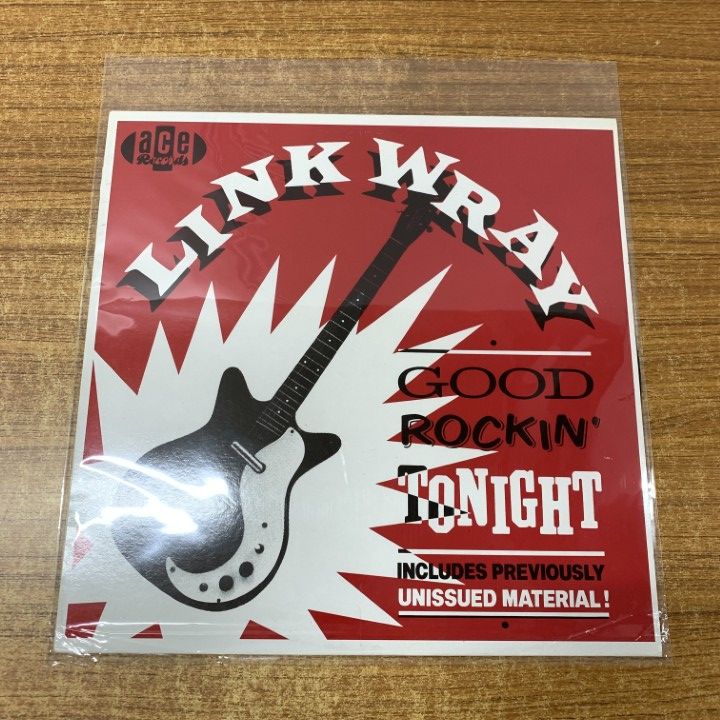 ace
Records
LINK WRAY
GOOD
ROCKIN'
TONIGHT
INCLUDES PREVIOUSLY
UNISSUED MATERIAL!